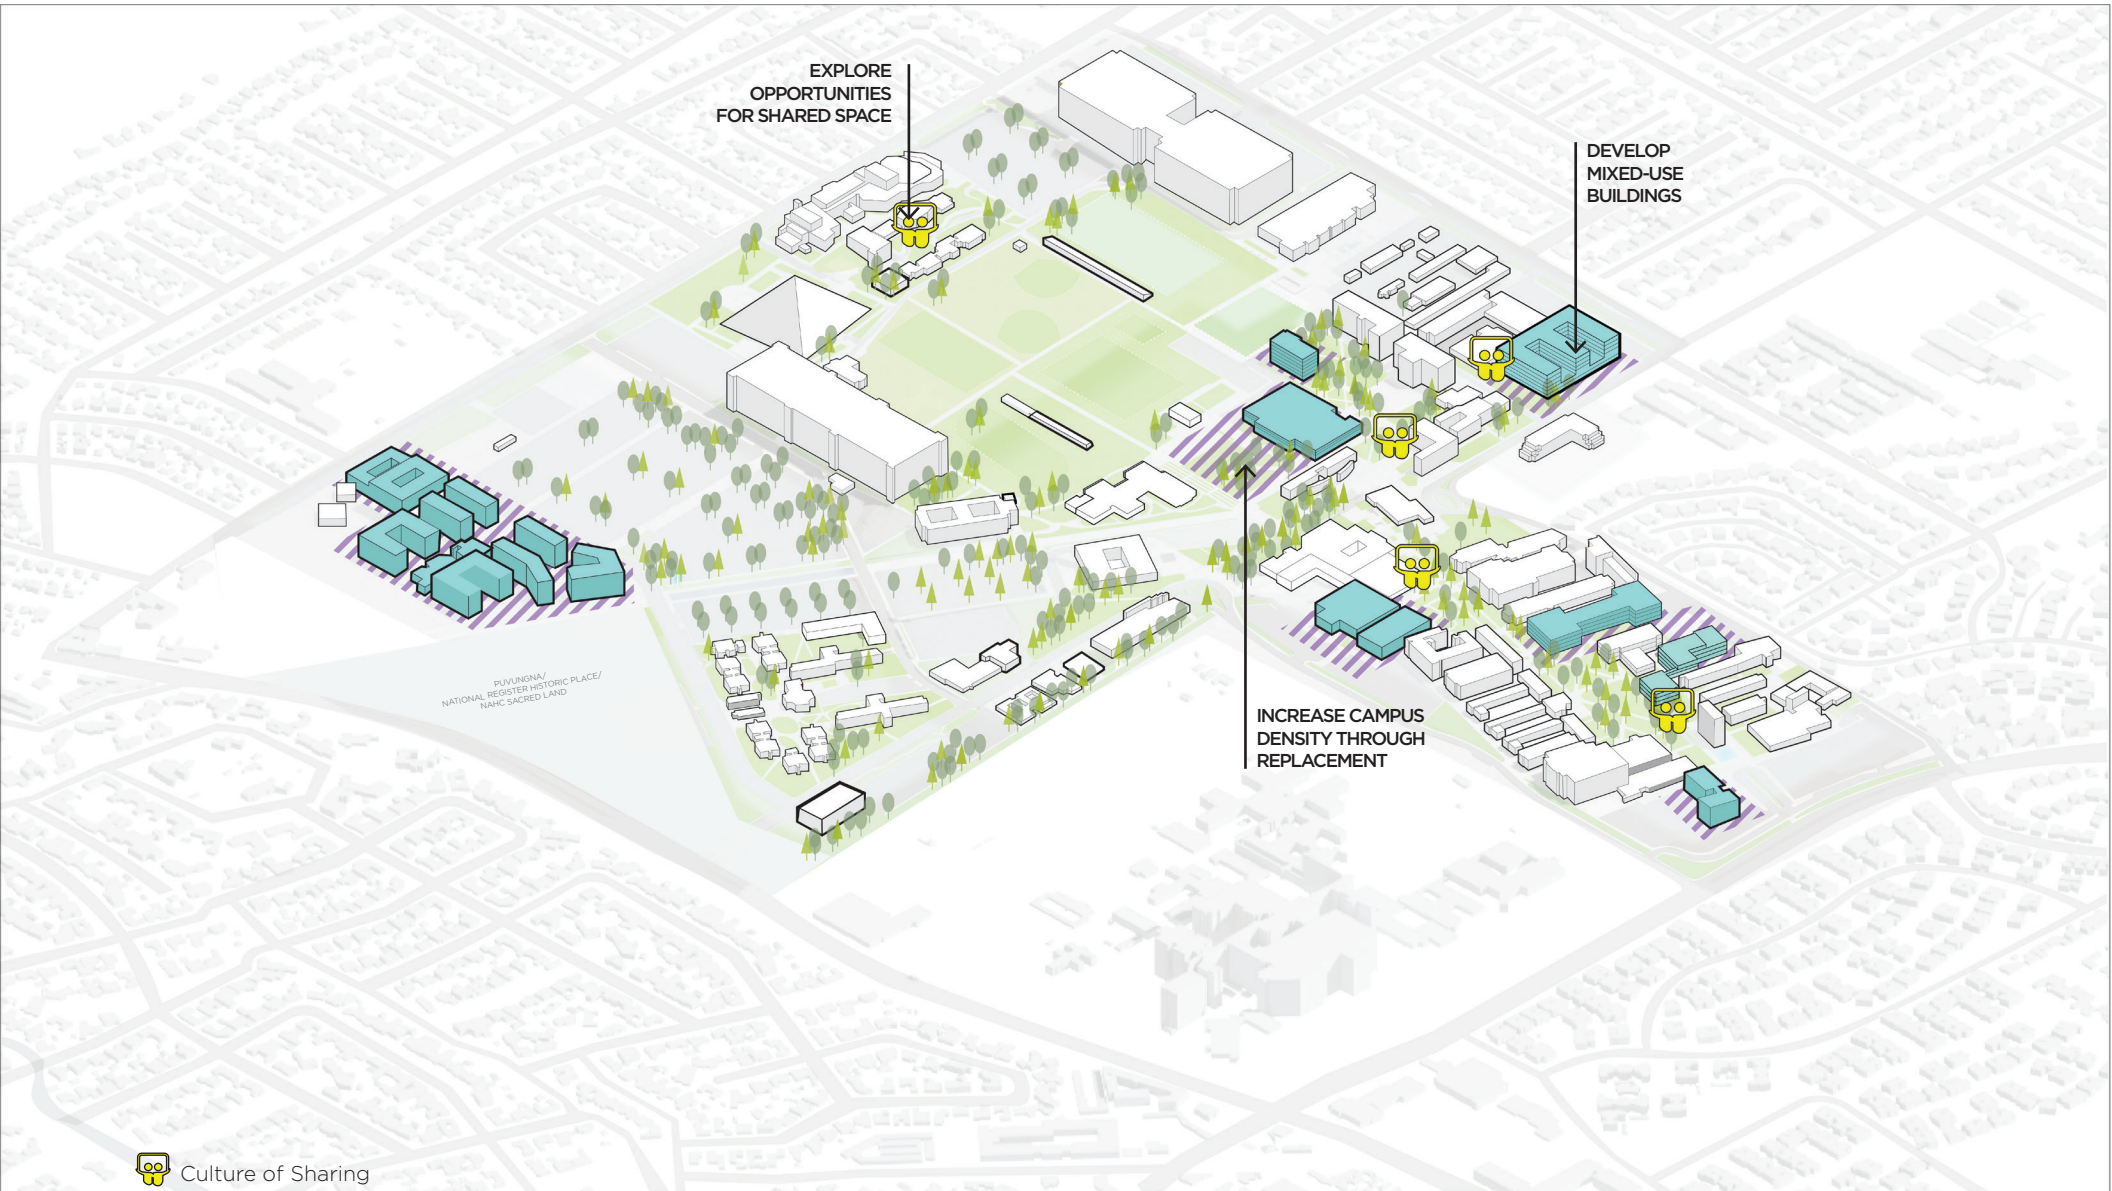 EXPLORE
OPPORTUNITIES
FOR SHARED SPACE
DEVELOP
MIXED-USE
BUILDINGS
PUVUNGNA/
NATIONAL REGISTER HISTORIC PLACE/
NAHC SACRED LAND
INCREASE CAMPUS
DENSITY THROUGH
REPLACEMENT
Culture of Sharing